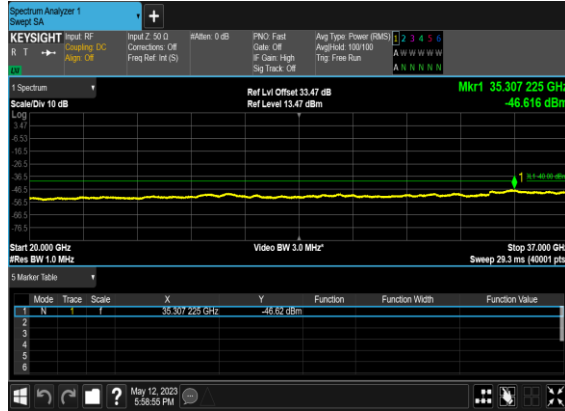 Spectrum Analyzer 1
Swept SA
+
KEYSIGHT Input: RF Input Z: 50 Ω #Atten: 0 dB PNO: Fast Avg Type: Power (RMS) 1 2 3 4 5 6
R T Coupling: DC Corrections: Off Gate: Off Avg|Hold: 100/100 A W W W W W
Align: Off Freq Ref: Int (S) IF Gain: High Trig: Free Run
LV Sig Track: Off A N N N N N
1 Spectrum Ref Lvl Offset 33.47 dB Mkr1 35.307 225 GHz
Scale/Div 10 dB Ref Level 13.47 dBm -46.616 dBm
Log
3.47
-6.53
-16.5
-26.5
-36.5
1
-46.5
-56.5
-66.5
-76.5
Start 20.000 GHz Video BW 3.0 MHz* Stop 37.000 GHz
#Res BW 1.0 MHz Sweep 29.3 ms (40001 pts)
5 Marker Table
Mode Trace Scale X Y Function Function Width Function Value
1 N 1 f 35.307 225 GHz -46.62 dBm
2
3
4
5
6
? May 12, 2023
5:58:55 PM